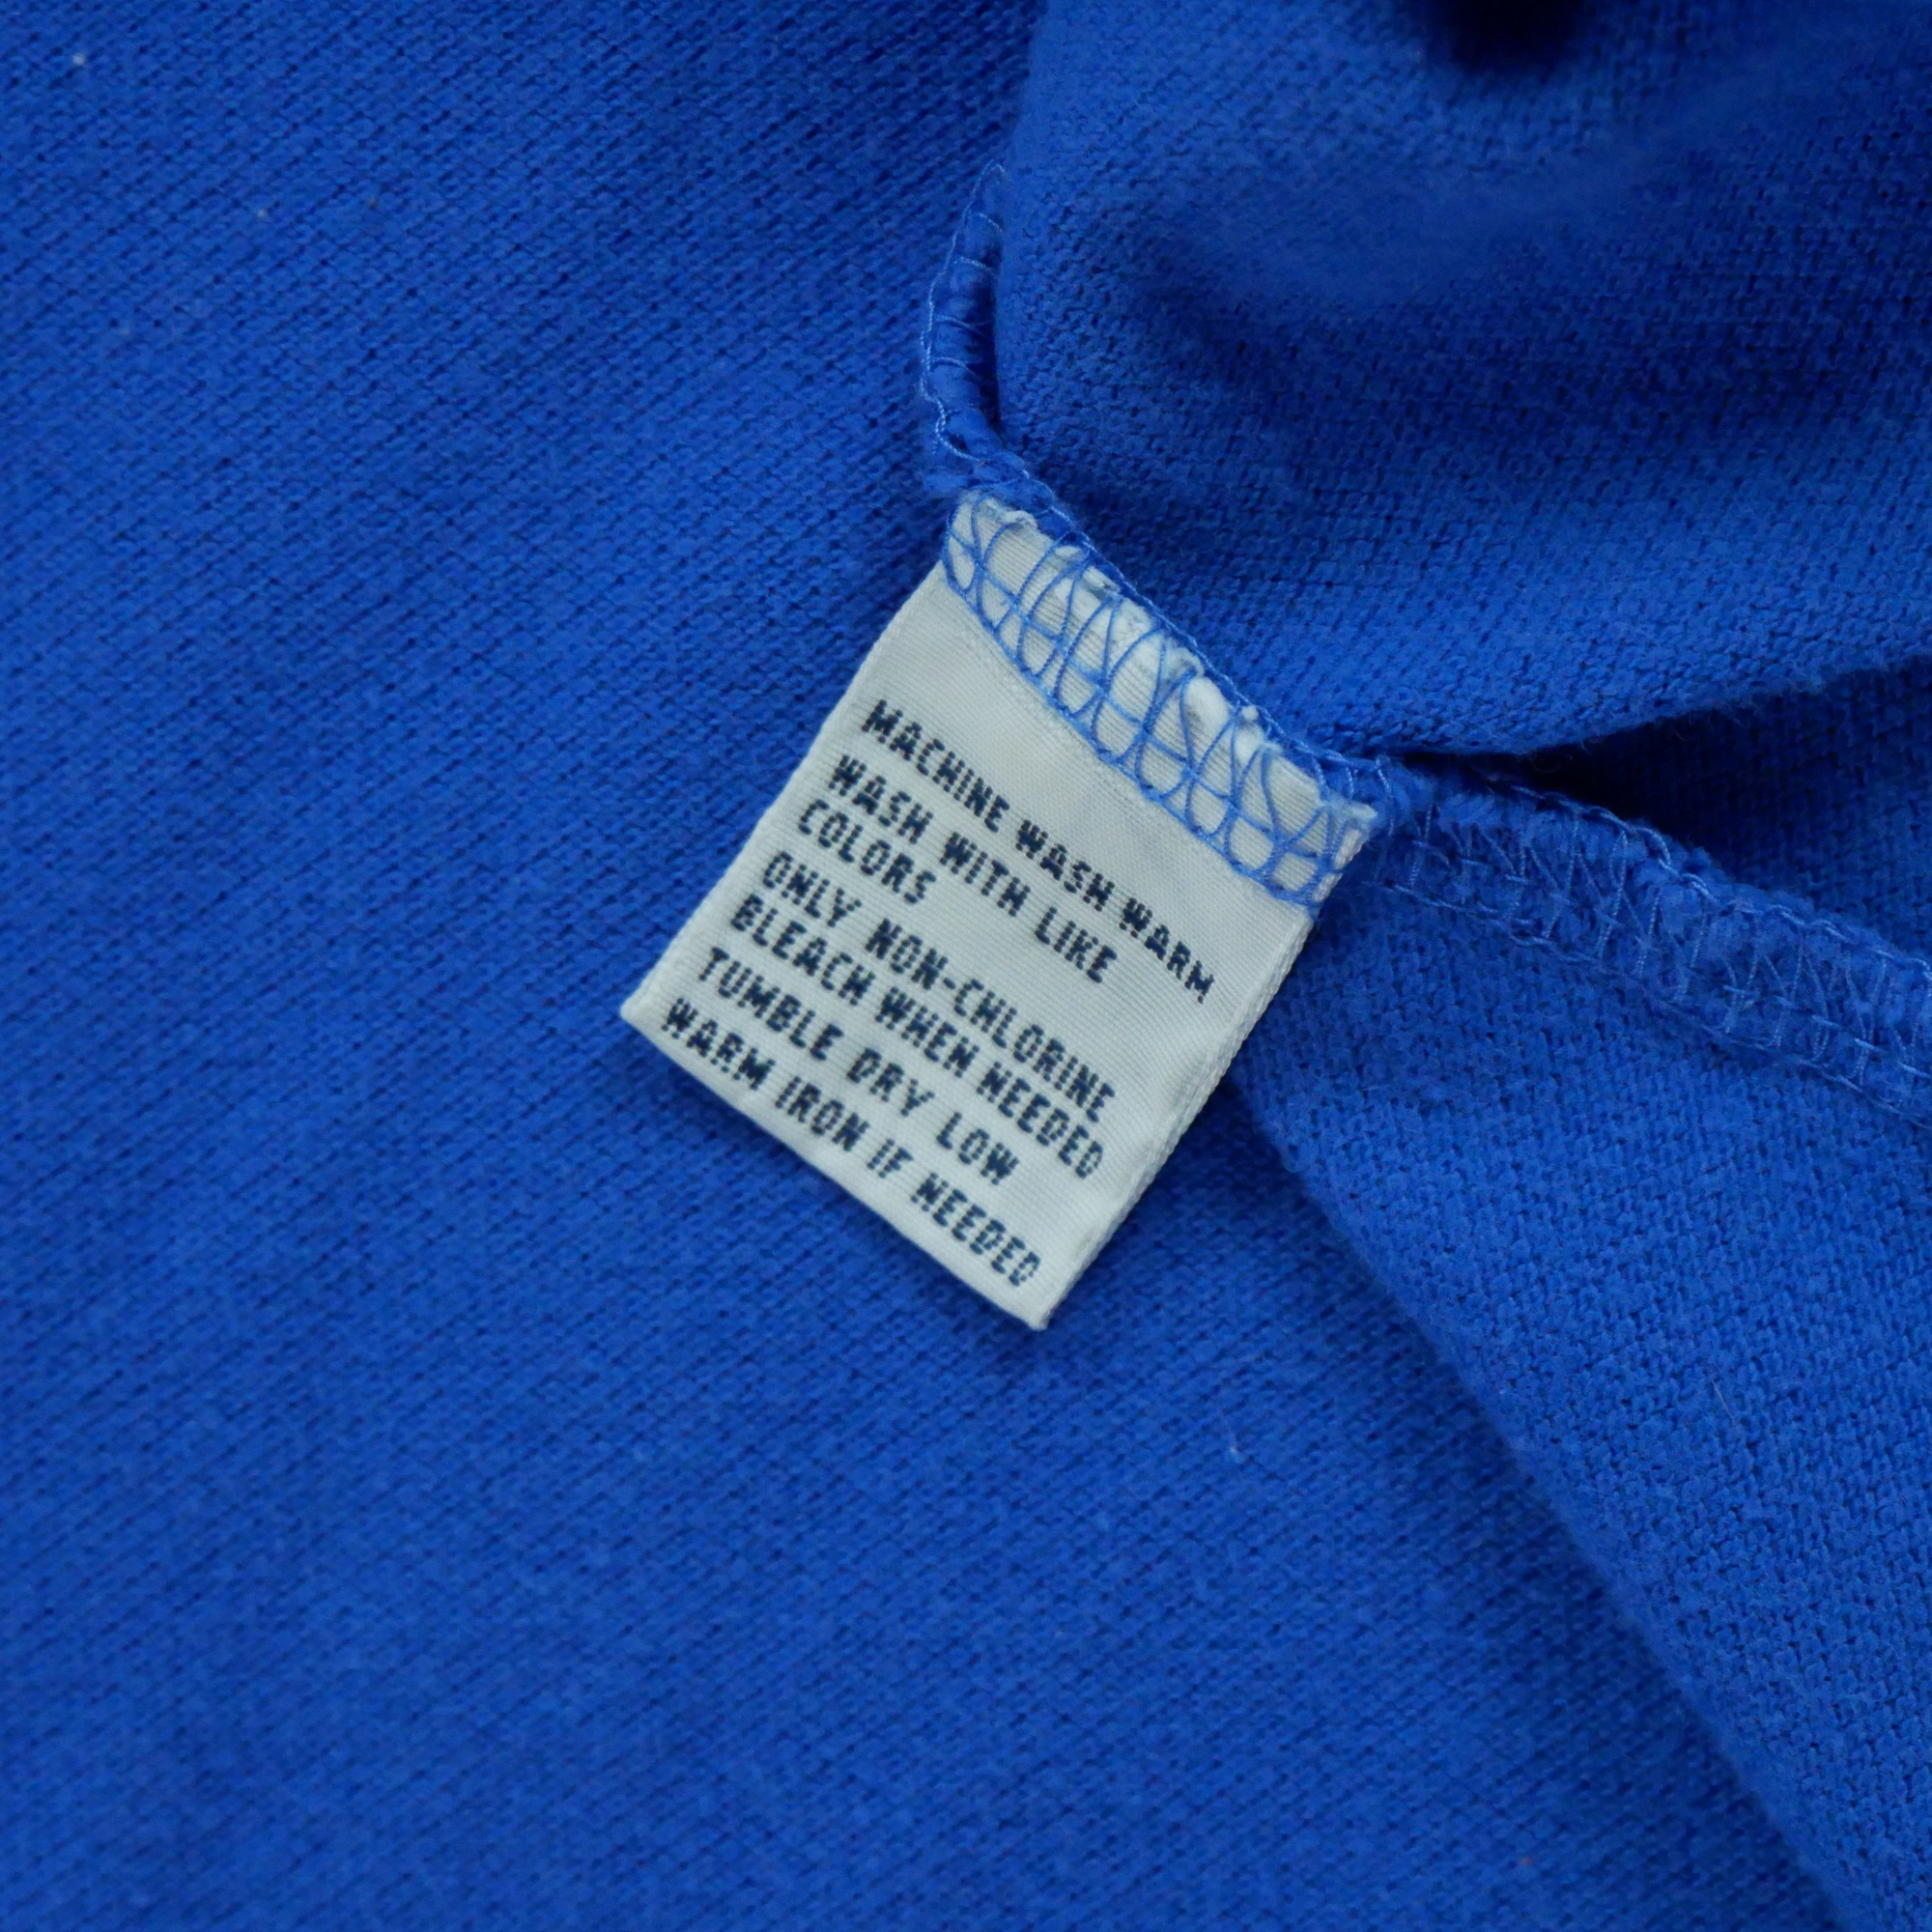 MACHINE WASH WARM
WASH WITH LIKE
COLORS
ONLY NON-CHLORINE
BLEACH WHEN NEEDED
TUMBLE DRY LOW
WARM IRON IF NEEDED